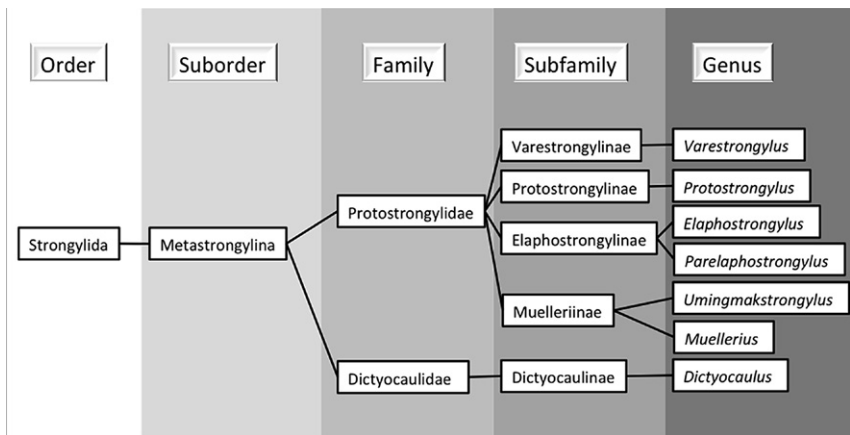 Order
Suborder
Family
Subfamily
Genus
Strongylida
Metastrongylina
Protostrongylidae
Dictyocaulidae
Varestrongylinae
Protostrongylinae
Elaphostrongylinae
Muelleriinae
Dictyocaulinae
Varestrongylus
Protostrongylus
Elaphostrongylus
Parelaphostrongylus
Umingmakstrongylus
Muellerius
Dictyocaulus